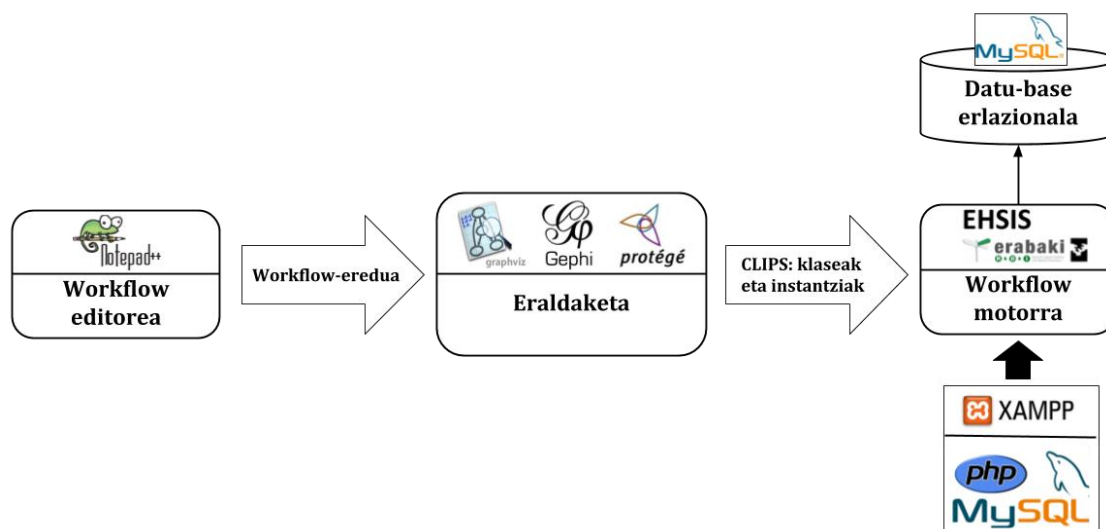 MySQL
Datu-base
erlazionala
Notepad++
Workflow
editorea
Workflow-eredua
graphviz
Gephi
protégé
Eraldaketa
CLIPS: klaseak
eta instantziak
EHSIS
erabaki
Workflow
motorra
XAMPP
php
MySQL